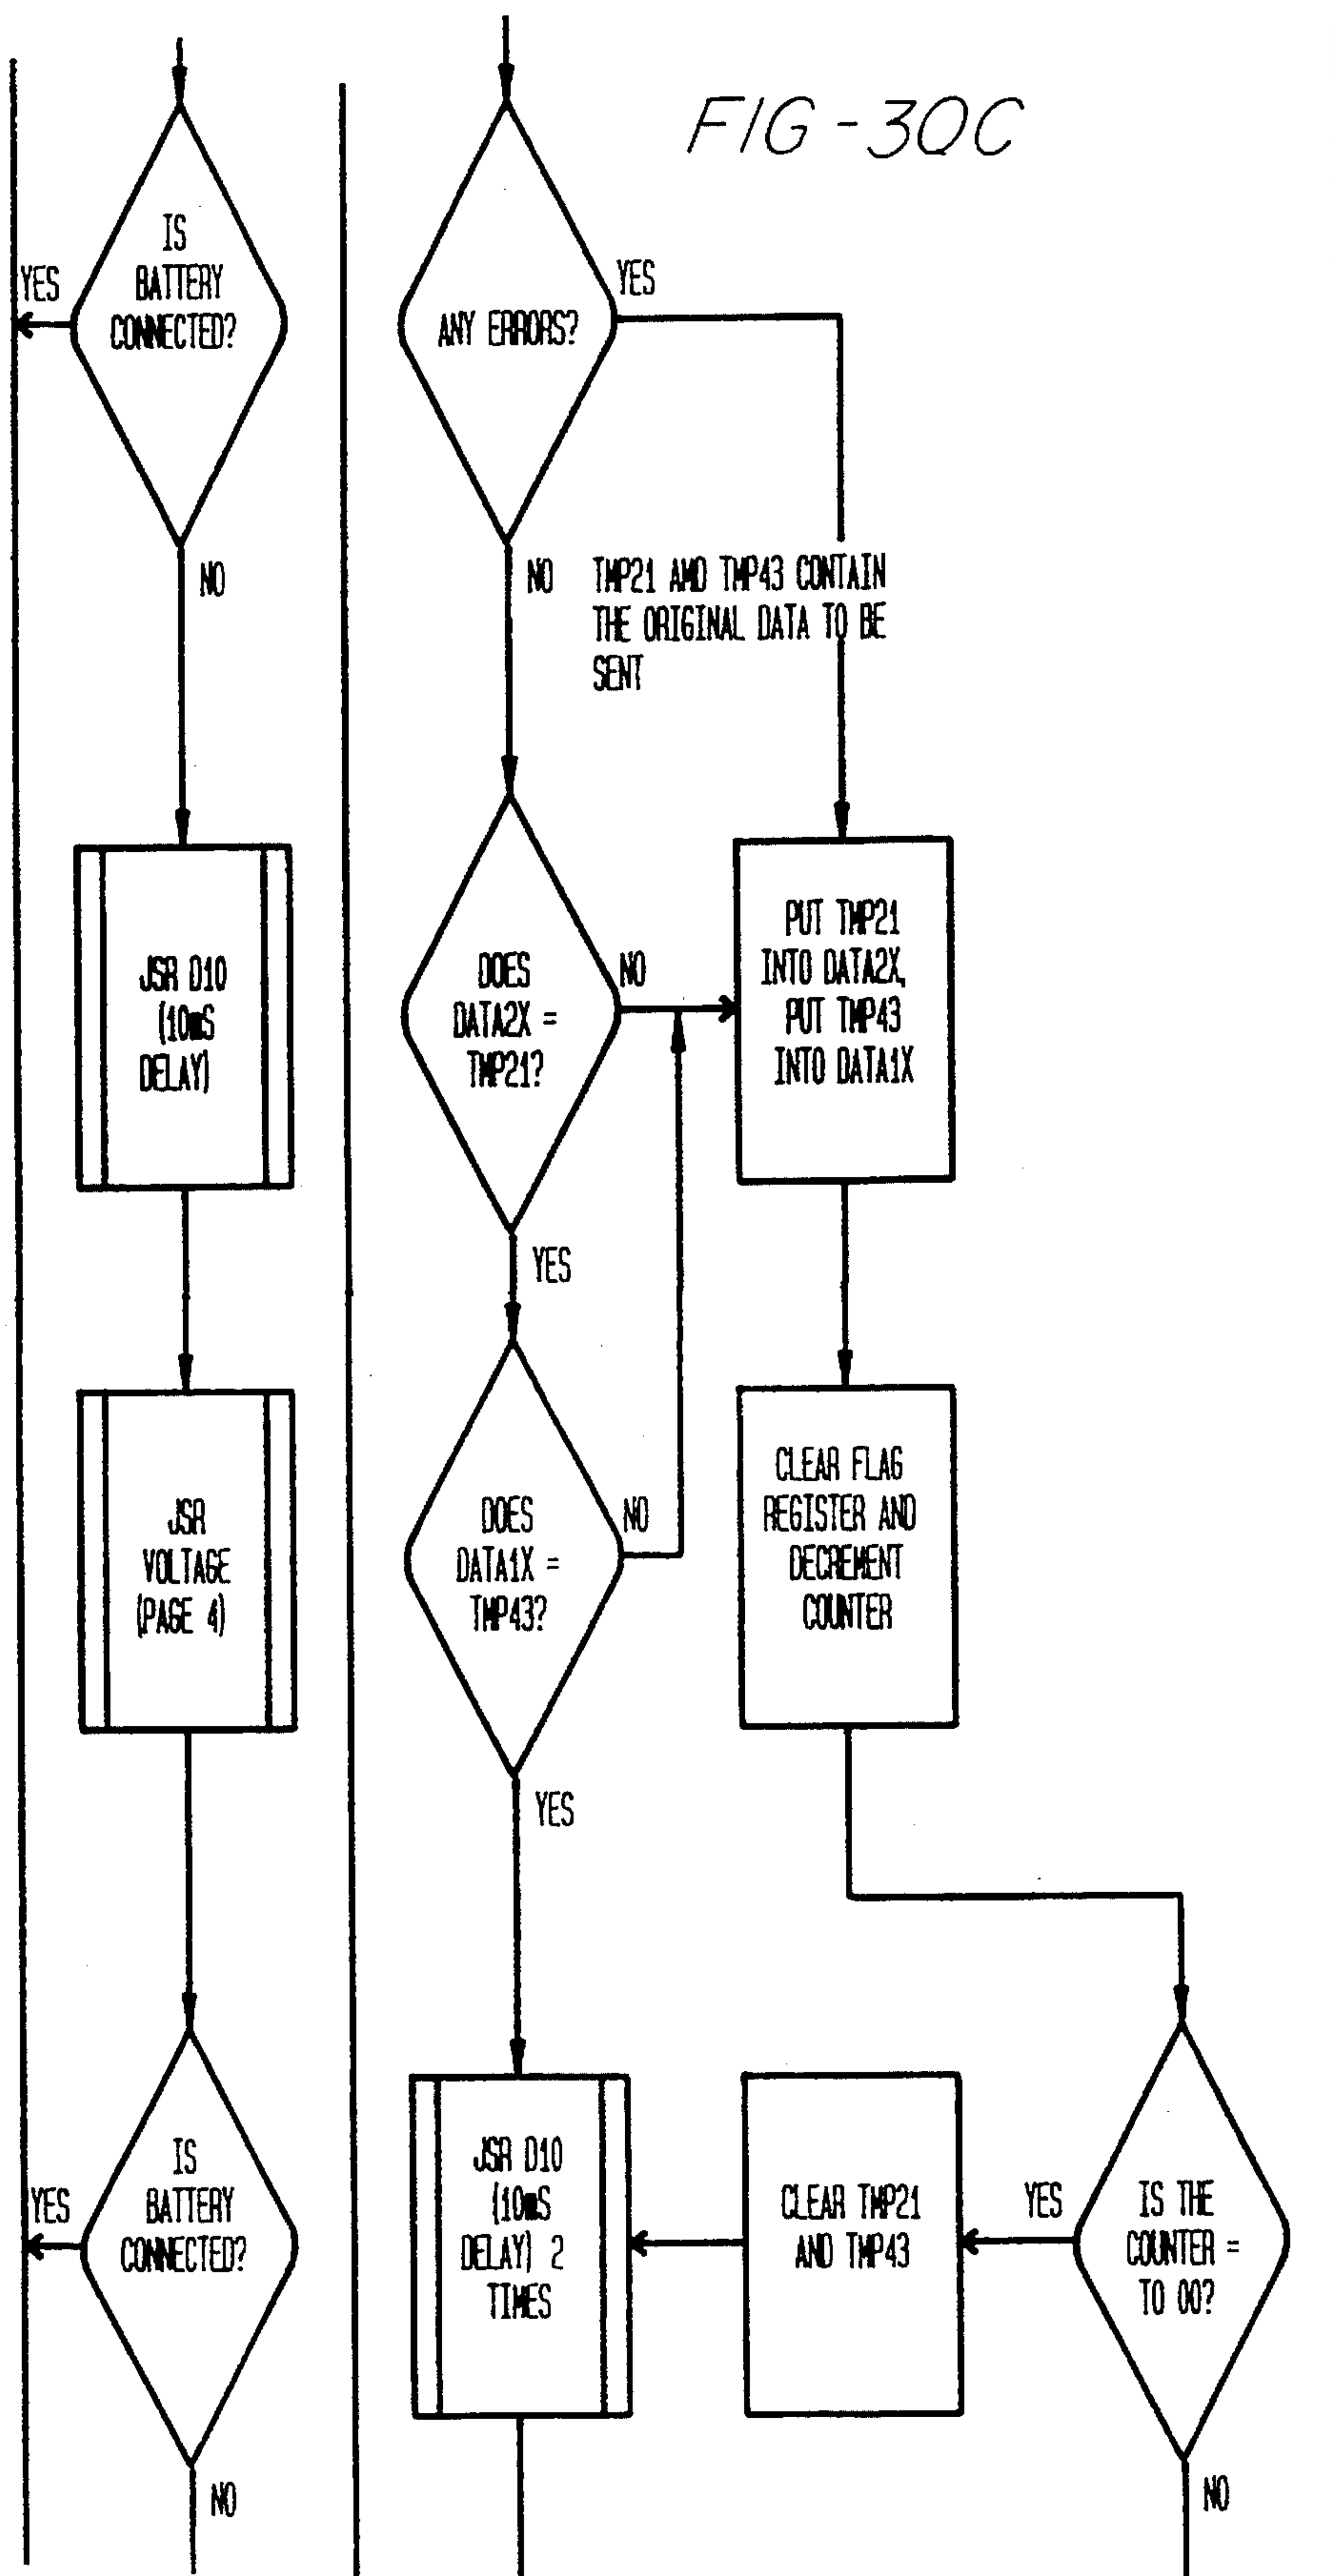 FIG-3QC
IS
BATTERY
CONNECTED?
YES
NO
JSR D10
(10mS
DELAY)
JSR
VOLTAGE
(PAGE 4)
IS
BATTERY
CONNECTED?
YES
NO
ANY ERRORS?
YES
NO
TMP21 AMD TMP43 CONTAIN
THE ORIGINAL DATA TO BE
SENT
DOES
DATA2X =
TMP21?
NO
YES
PUT TMP21
INTO DATA2X,
PUT TMP43
INTO DATA1X
DOES
DATA1X =
TMP43?
NO
YES
CLEAR FLAG
REGISTER AND
DECREMENT
COUNTER
JSR D10
(10mS
DELAY) 2
TIMES
CLEAR TMP21
AND TMP43
YES
IS THE
COUNTER =
TO 00?
NO